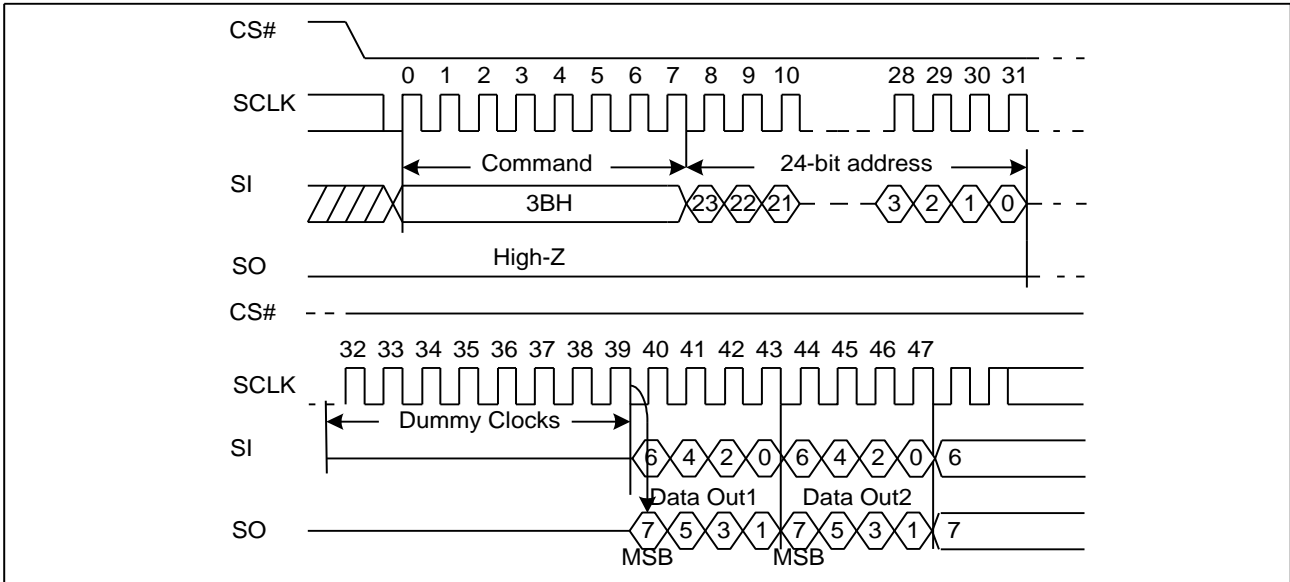 CS#
0 1 2 3 4 5 6 7 8 9 10 28 29 30 31
SCLK
Command 24-bit address
SI
3BH 23 22 21 3 2 1 0
High-Z
SO
CS#
32 33 34 35 36 37 38 39 40 41 42 43 44 45 46 47
SCLK
Dummy Clocks
SI
6 4 2 0 6 4 2 0 6
Data Out1 Data Out2
SO
7 5 3 1 7 5 3 1 7
MSB MSB